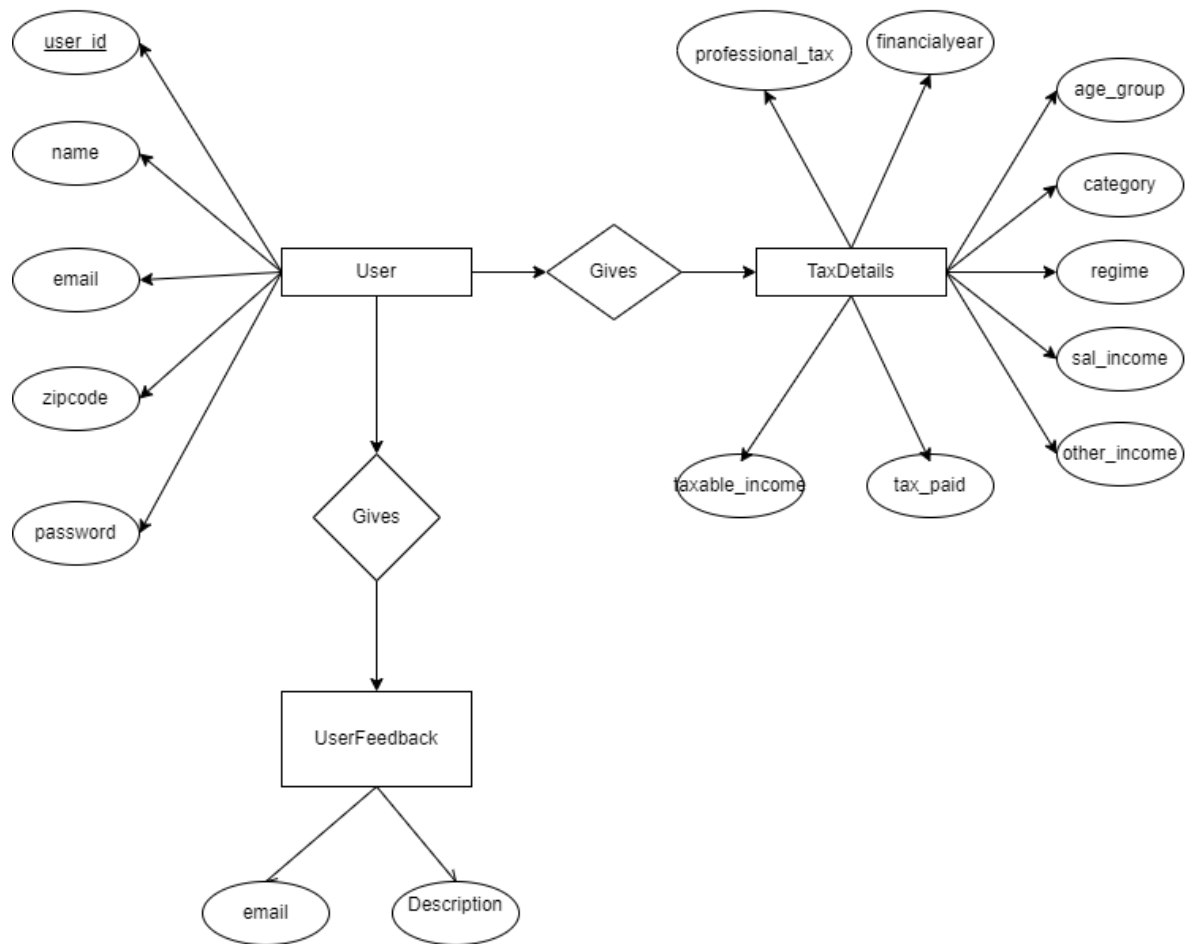 user_id
professional_tax
financialyear
age_group
name
category
email
User
Gives
TaxDetails
regime
sal_income
zipcode
other_income
taxable_income
tax_paid
password
Gives
UserFeedback
email
Description